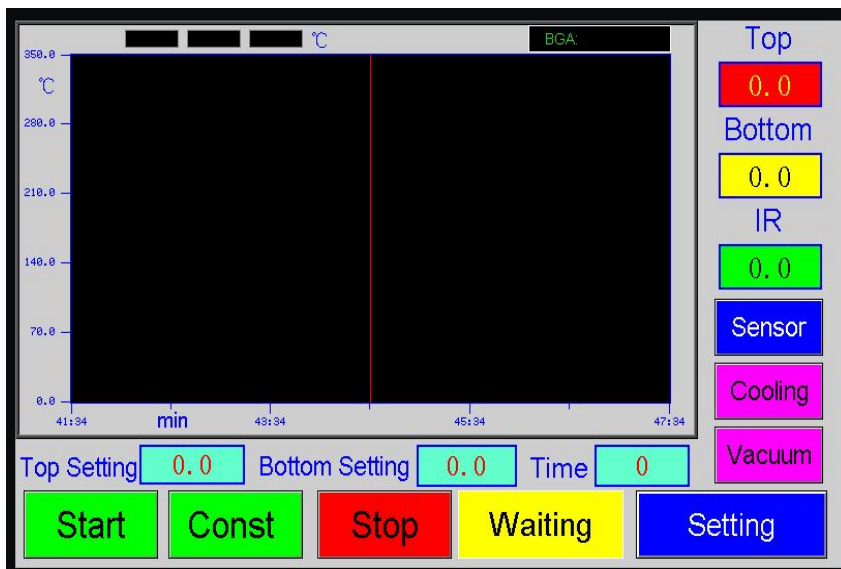 ℃ BGA: Top
350.0
℃ 0.0
280.0 Bottom
0.0
210.0 IR
140.0 0.0
70.0 Sensor
0.0 Cooling
41:34 min 43:34 45:34 47:34
Top Setting 0.0 Bottom Setting 0.0 Time 0 Vacuum
Start Const Stop Waiting Setting